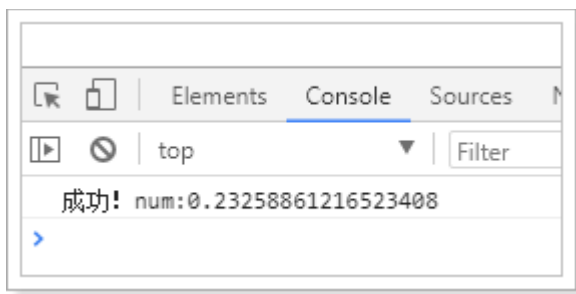 Elements Console Sources
top Filter
成功! num:0.23258861216523408
>